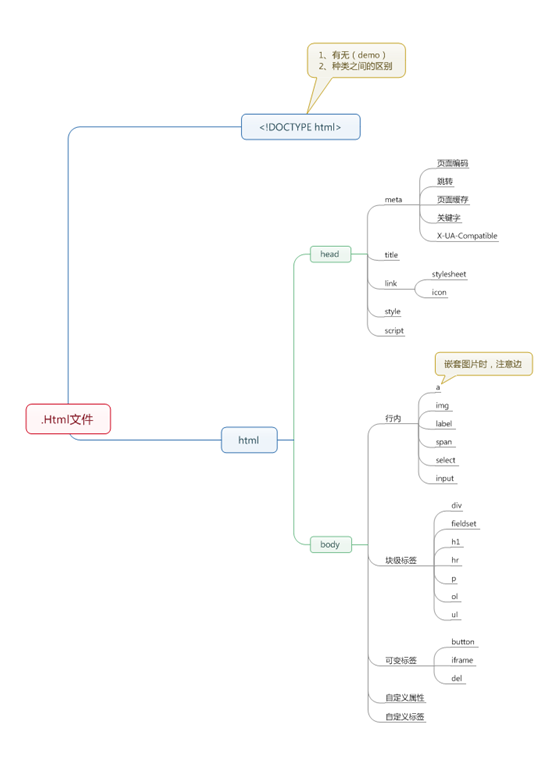 1、有无（demo）
2、种类之间的区别
<!DOCTYPE html>
页面编码
跳转
meta
页面缓存
关键字
X-UA-Compatible
head
title
stylesheet
link
icon
style
script
嵌套图片时，注意边
a
img
行内
label
span
select
input
.Html文件
html
div
fieldset
h1
块级标签
hr
p
ol
ul
body
button
可变标签
iframe
del
自定义属性
自定义标签